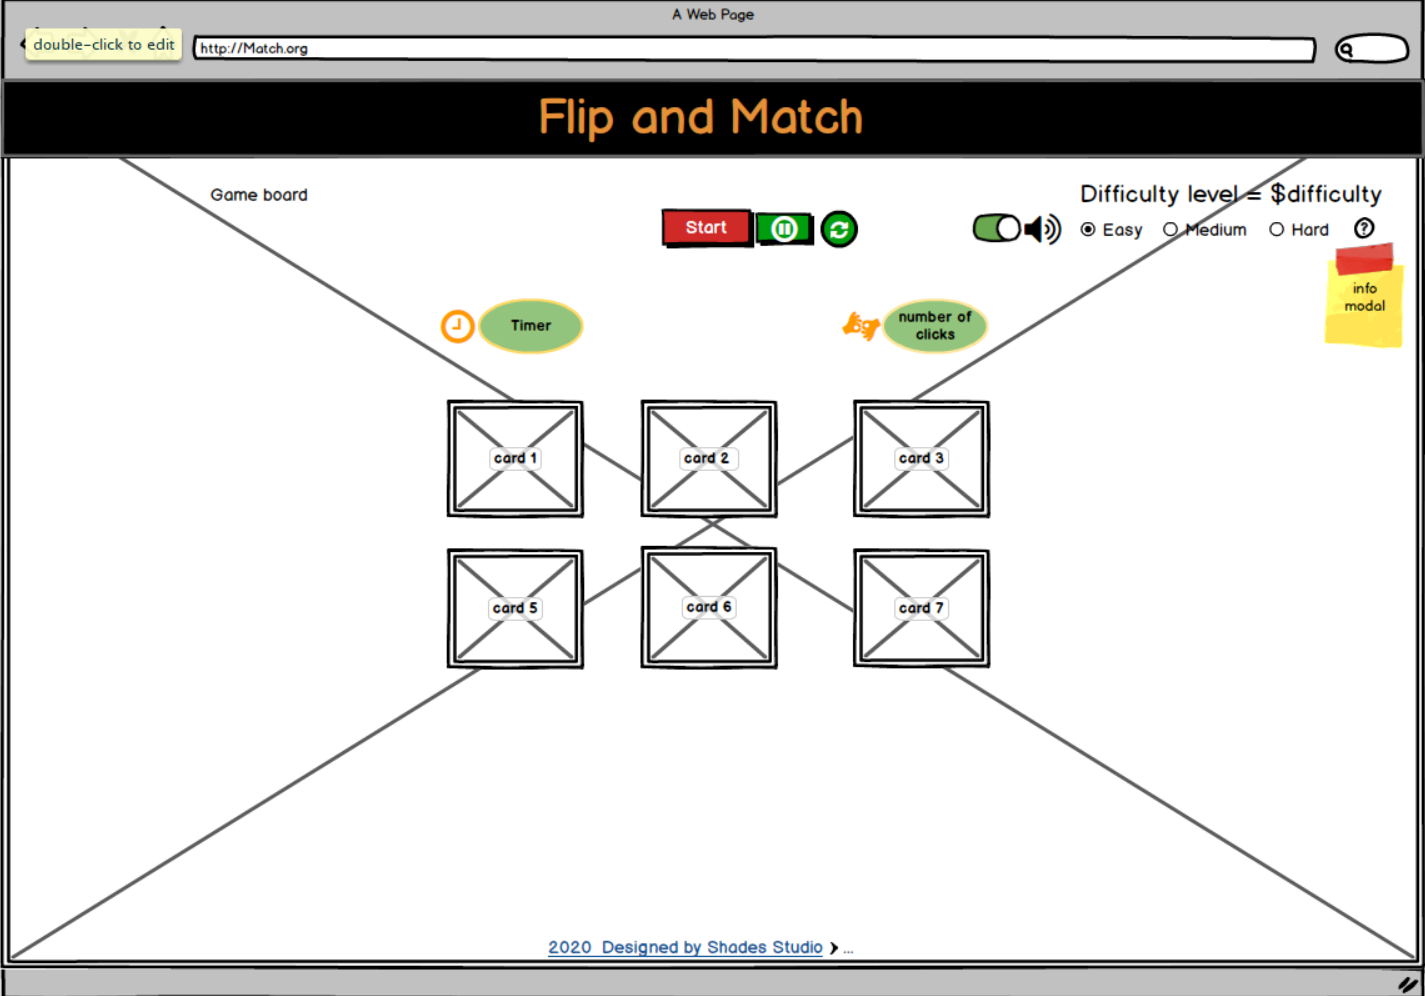 A Web Page
double-click to edit
http://Match.org
Flip and Match
Game board
Difficulty level = $difficulty
Start
Easy
Medium
Hard
?
info
modal
Timer
number of
clicks
card 1
card 2
card 3
card 5
card 6
card 7
2020 Designed by Shades Studio > ...